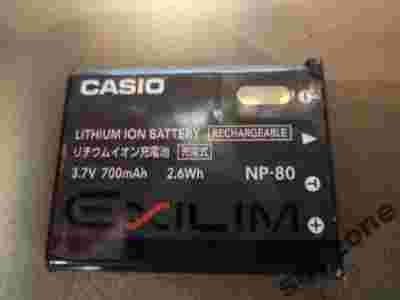 CASIO
LITHIUM ION BATTERY RECHARGEABLE
リチウムイオン充電池 充電式
3.7V 700mAh 2.6Wh NP-80
T
EXILIM